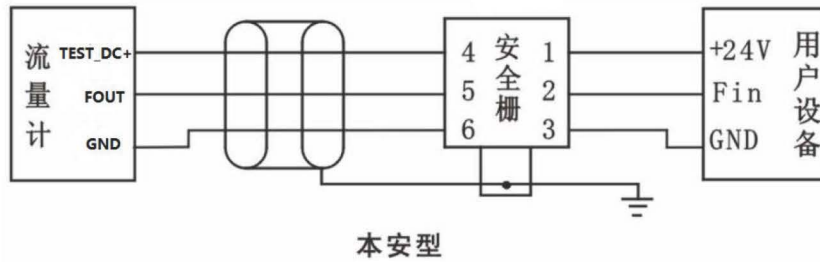 流量计
TEST_DC+
FOUT
GND
4 安全栅 1
5 2
6 3
+24V
Fin
GND
用户设备
本安型